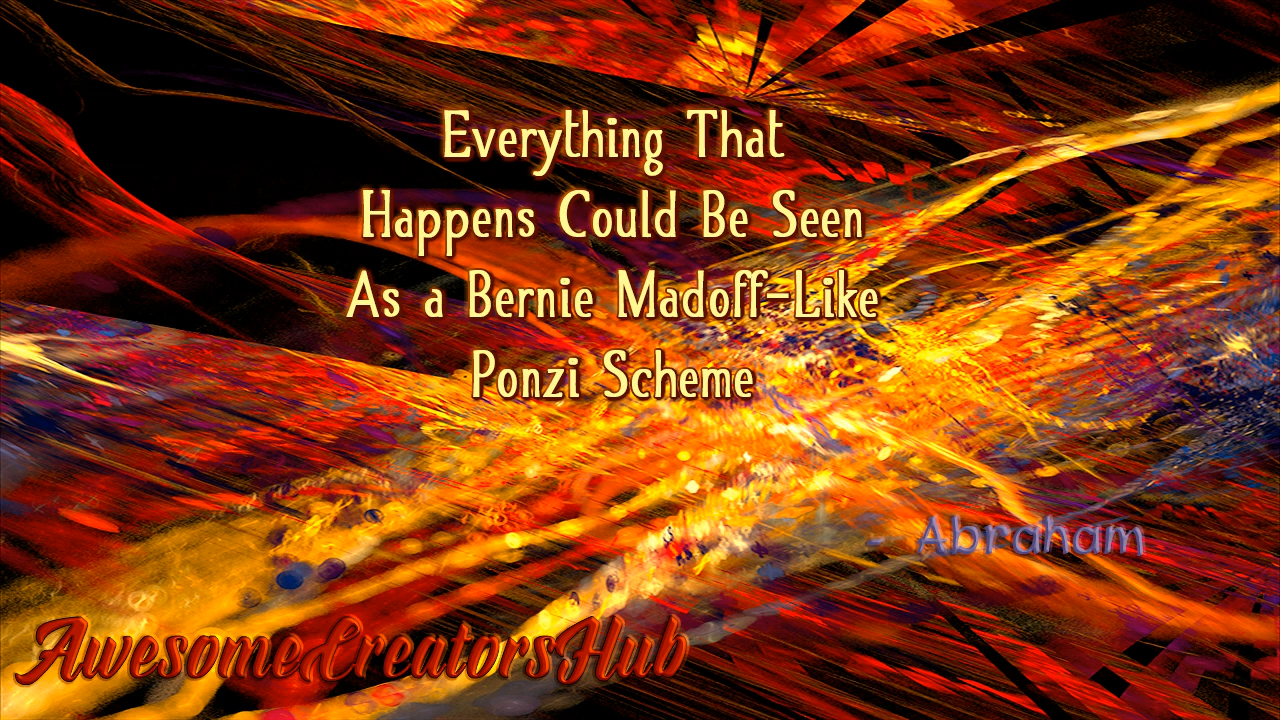 Everything That
Happens Could Be Seen
As a Bernie Madoff-Like
Ponzi Scheme
- Abraham
AwesomeCreatorsHub